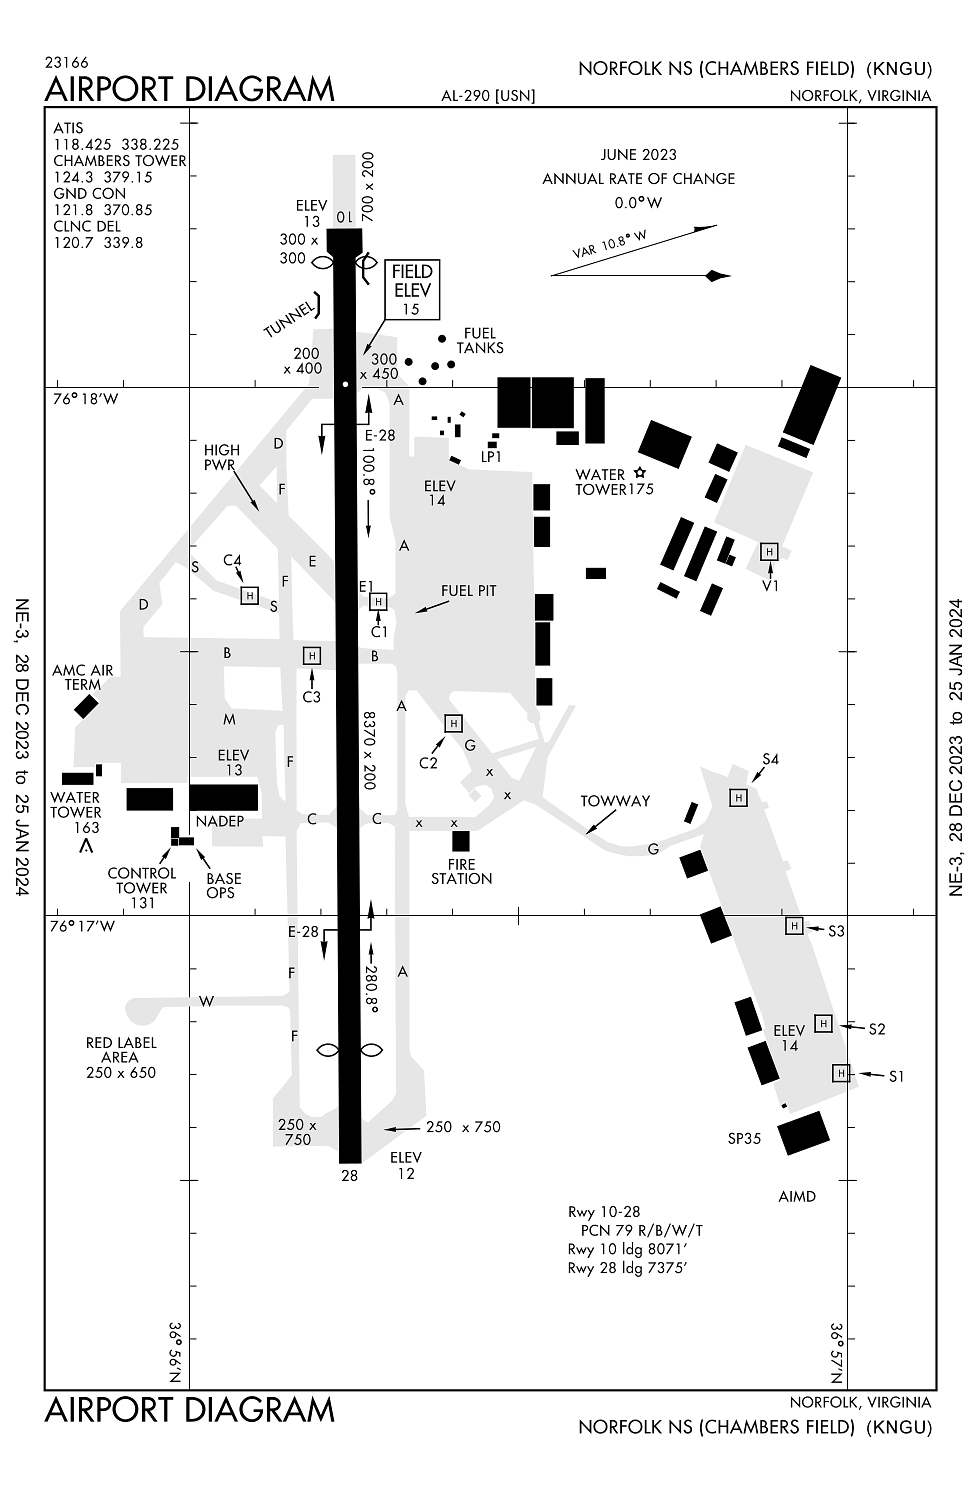 23166
AIRPORT DIAGRAM
AL-290 [USN]
NORFOLK NS (CHAMBERS FIELD) (KNGU)
NORFOLK, VIRGINIA
ATIS
118.425 338.225
CHAMBERS TOWER
124.3 379.15
GND CON
121.8 370.85
CLNC DEL
120.7 339.8
JUNE 2023
ANNUAL RATE OF CHANGE
0.0° W
VAR 10.8° W
700 x 200
ELEV
13
10
300 x
300
FIELD
ELEV
15
TUNNEL
FUEL
TANKS
200
x 400
300
x 450
76° 18'W
A
E-28
D
HIGH
PWR
LP1
WATER
TOWER 175
ELEV
14
F
100.8°
A
C4
S
E
V1
H
F
E1
H
S
D
H
C1
FUEL PIT
B
H
B
C3
AMC AIR
TERM
A
M
H
C2
G
8370 x 200
ELEV
13
F
S4
x
H
x
TOWWAY
WATER
TOWER
163
NADEP
C
C
x
x
G
FIRE
STATION
CONTROL
TOWER
131
BASE
OPS
76° 17'W
E-28
H
S3
F
A
280.8°
W
H
S2
F
ELEV
14
RED LABEL
AREA
250 x 650
H
S1
250 x
750
250 x 750
SP35
ELEV
12
28
AIMD
Rwy 10-28
PCN 79 R/B/W/T
Rwy 10 ldg 8071'
Rwy 28 ldg 7375'
36° 56'N
36° 57'N
NE-3, 28 DEC 2023 to 25 JAN 2024
NE-3, 28 DEC 2023 to 25 JAN 2024
AIRPORT DIAGRAM
NORFOLK, VIRGINIA
NORFOLK NS (CHAMBERS FIELD) (KNGU)